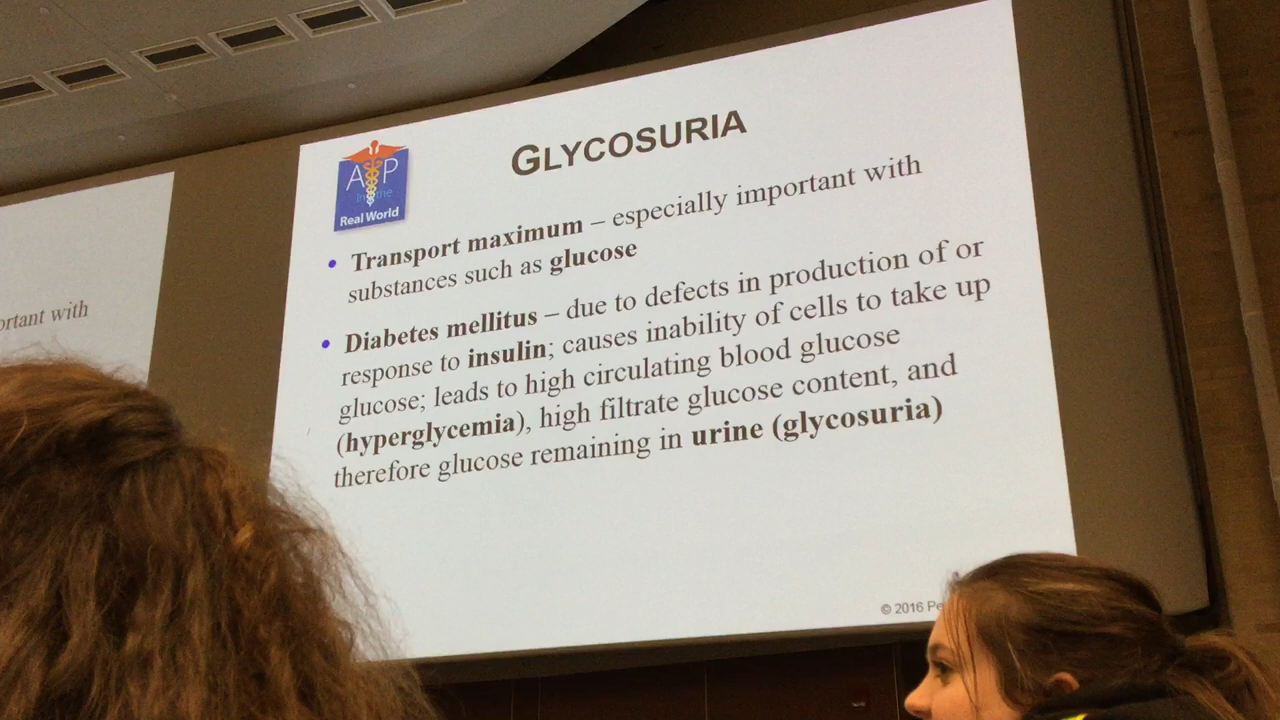 GLYCOSURIA
A&P
In the
Real World
• Transport maximum – especially important with
substances such as glucose
• Diabetes mellitus – due to defects in production of or
response to insulin; causes inability of cells to take up
glucose; leads to high circulating blood glucose
(hyperglycemia), high filtrate glucose content, and
therefore glucose remaining in urine (glycosuria)
© 2016
ortant with